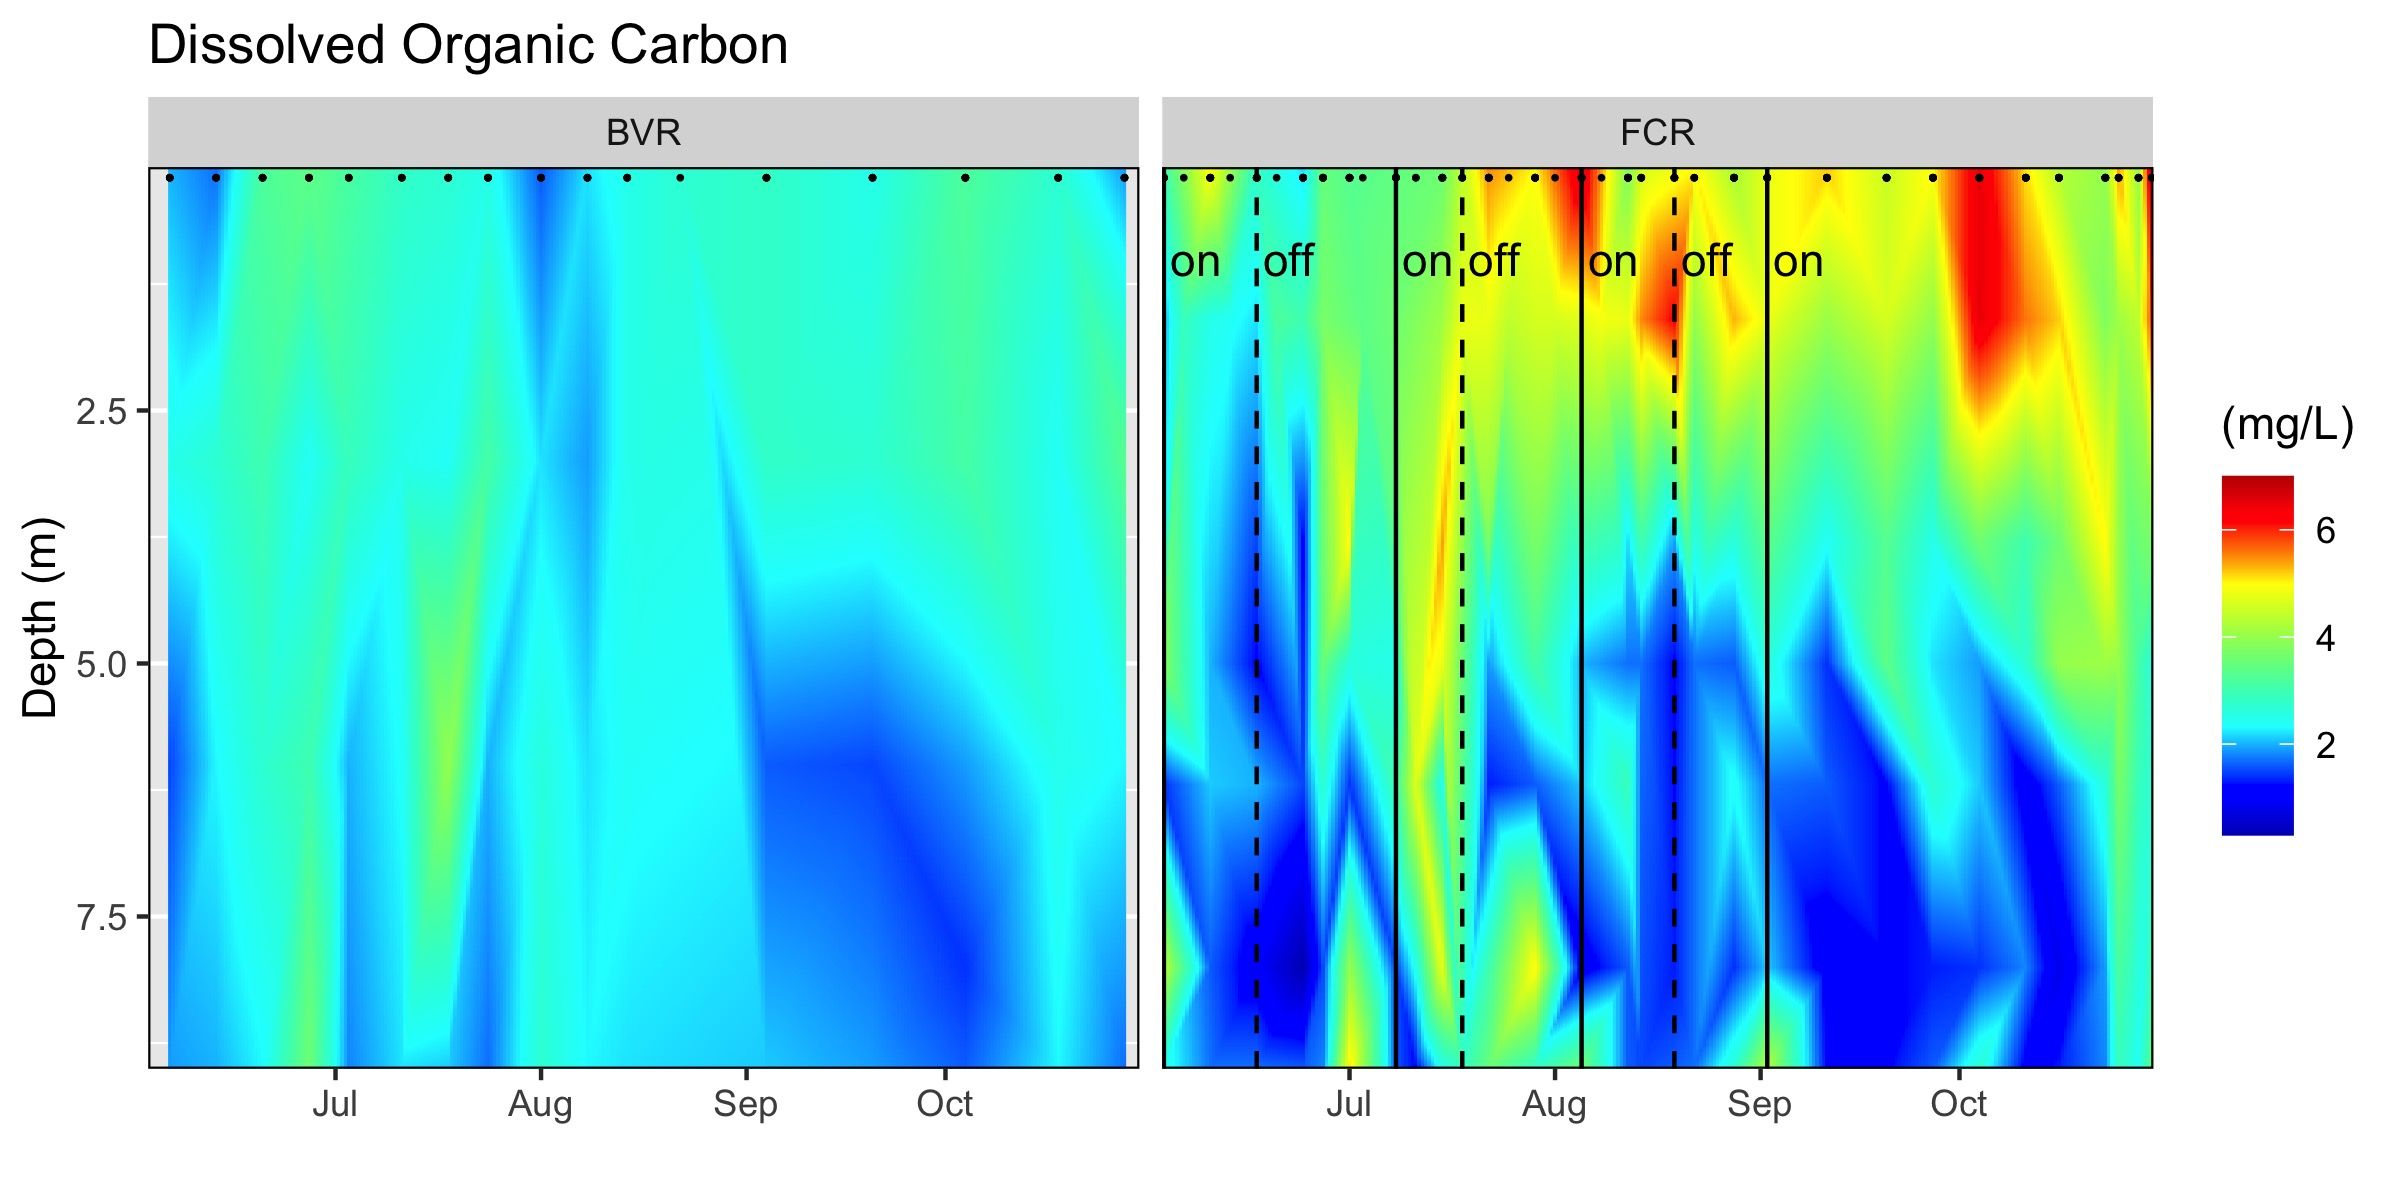 Dissolved Organic Carbon
BVR
FCR
on off on off on off on
Depth (m)
2.5
5.0
7.5
Jul Aug Sep Oct
Jul Aug Sep Oct
(mg/L)
6
4
2